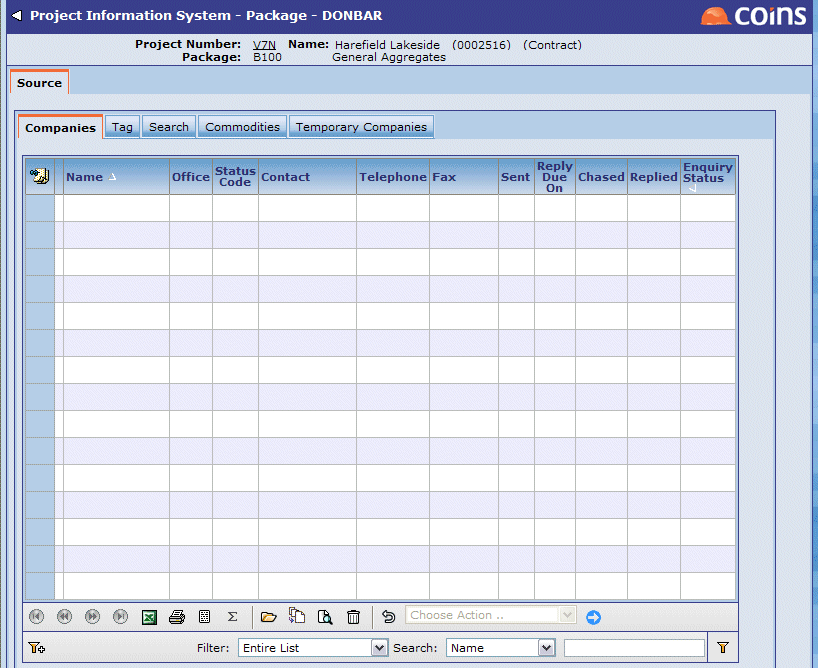 Project Information System - Package - DONBAR
coins
Project Number: V7N Name: Harefield Lakeside (0002516) (Contract)
Package: B100 General Aggregates
Source
Companies Tag Search Commodities Temporary Companies
Name Office Status Code Contact Telephone Fax Sent Reply Due On Chased Replied Enquiry Status
Σ Choose Action ..
Filter: Entire List Search: Name